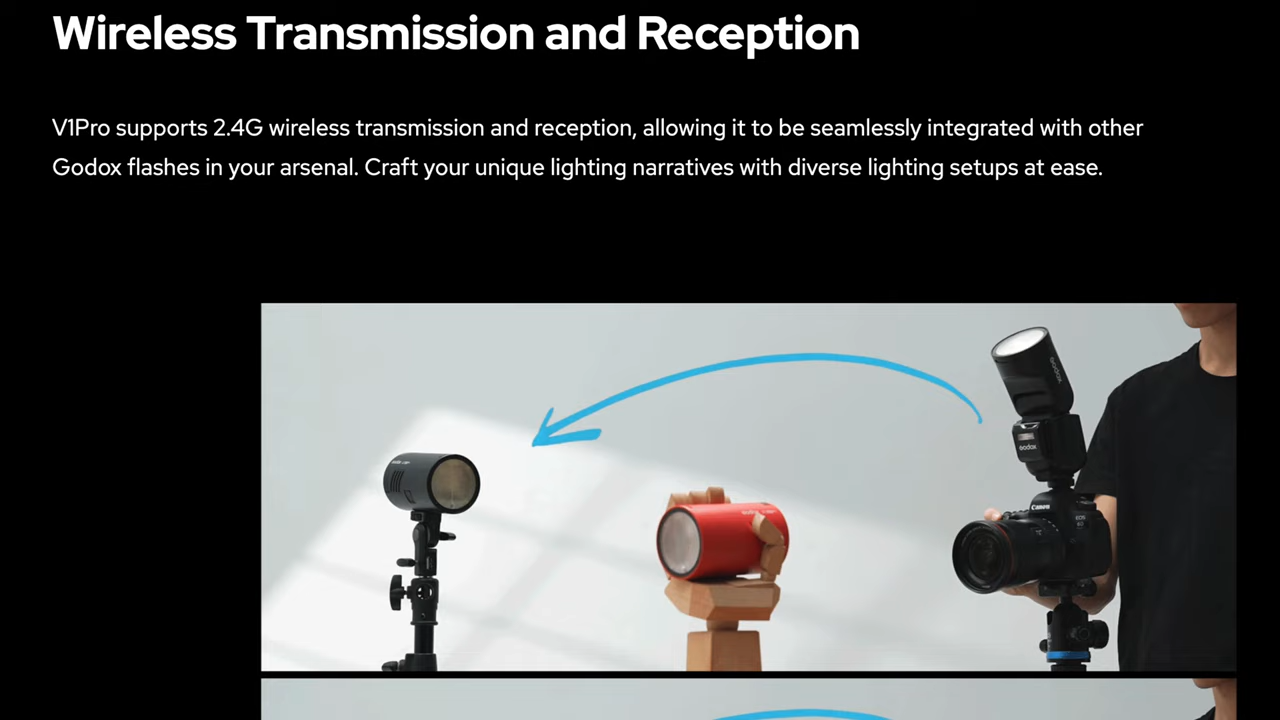 Wireless Transmission and Reception
V1Pro supports 2.4G wireless transmission and reception, allowing it to be seamlessly integrated with other
Godox flashes in your arsenal. Craft your unique lighting narratives with diverse lighting setups at ease.
Godox
Godox
Canon
EOS